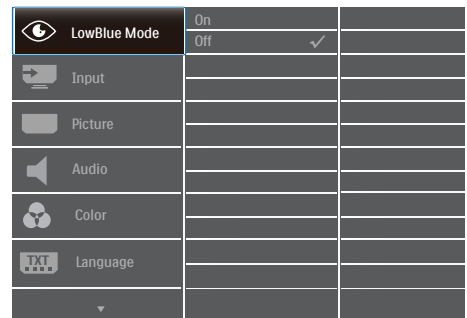 LowBlue Mode
On
Off
Input
Picture
Audio
Color
TXT
Language